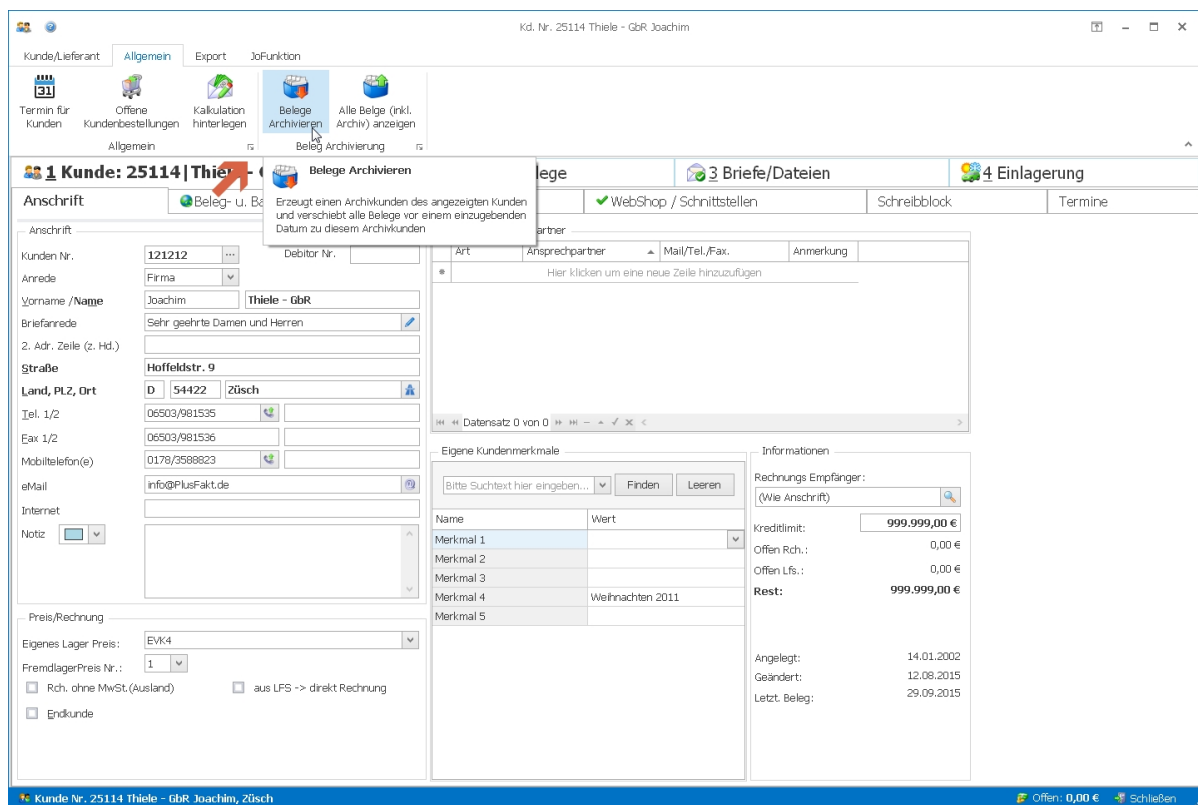 Kd. Nr. 25114 Thiele - GbR Joachim
Kunde/Lieferant Allgemein Export JoFunktion
31
Termin für Kunden
Offene Kundenbestellungen
Kalkulation hinterlegen
Belege Archivieren
Alle Belge (inkl. Archiv) anzeigen
Allgemein
Beleg Archivierung
1 Kunde: 25114|Thiele -
lege
3 Briefe/Dateien
4 Einlagerung
Belege Archivieren
Erzeugt einen Archivkunden des angezeigten Kunden
und verschiebt alle Belege vor einem einzugebenden
Datum zu diesem Archivkunden
Anschrift
Beleg- u. Ba
WebShop / Schnittstellen
Schreibblock
Termine
Anschrift
Kunden Nr. 121212 ... Debitor Nr.
Anrede Firma
Vorname /Name Joachim Thiele - GbR
Briefanrede Sehr geehrte Damen und Herren
2. Adr. Zeile (z. Hd.)
Straße Hoffeldstr. 9
Land, PLZ, Ort D 54422 Züsch
Tel. 1/2 06503/981535
Fax 1/2 06503/981536
Mobiltelefon(e) 0178/3588823
eMail info@PlusFakt.de
Internet
Notiz
Preis/Rechnung
Eigenes Lager Preis: EVK4
FremdlagerPreis Nr.: 1
Rch. ohne MwSt.(Ausland) aus LFS -> direkt Rechnung
Endkunde
artner
Art Ansprechpartner Mail/Tel./Fax. Anmerkung
Hier klicken um eine neue Zeile hinzuzufügen
Datensatz 0 von 0
Eigene Kundenmerkmale
Bitte Suchtext hier eingeben... Finden Leeren
Name Wert
Merkmal 1
Merkmal 2
Merkmal 3
Merkmal 4 Weihnachten 2011
Merkmal 5
Informationen
Rechnungs Empfänger:
(Wie Anschrift)
Kreditlimit: 999.999,00 €
Offen Rch.: 0,00 €
Offen Lfs.: 0,00 €
Rest: 999.999,00 €
Angelegt: 14.01.2002
Geändert: 12.08.2015
Letzt. Beleg: 29.09.2015
Kunde Nr. 25114 Thiele - GbR Joachim, Züsch
Offen: 0,00 € Schließen